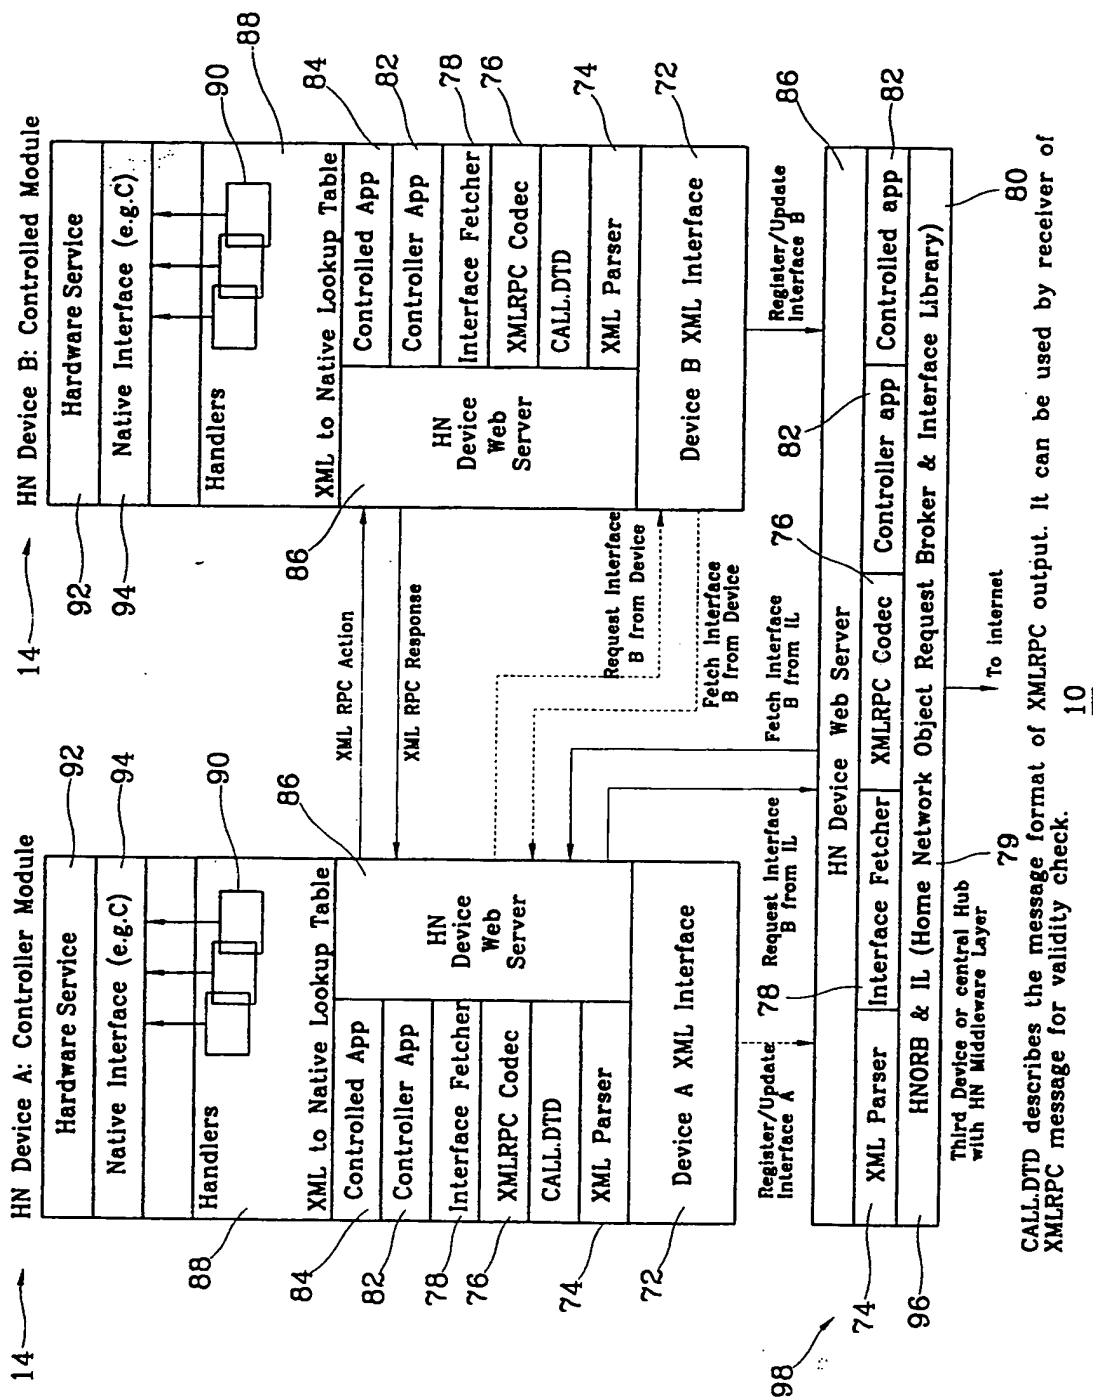 14
HN Device A: Controller Module
Hardware Service
92
Native Interface (e.g.C)
94
90
Handlers
88
XML to Native Lookup Table
84
Controlled App
82
Controller App
78
Interface Fetcher
76
XMLRPC Codec
CALL.DTD
74
XML Parser
HN
Device
Web
Server
86
72
Device A XML Interface
14
HN Device B: Controlled Module
92
Hardware Service
94
Native Interface (e.g.C)
90
Handlers
88
XML to Native Lookup Table
84
Controlled App
82
Controller App
78
Interface Fetcher
76
XMLRPC Codec
CALL.DTD
74
XML Parser
HN
Device
Web
Server
86
72
Device B XML Interface
XML RPC Action
XML RPC Response
Request Interface
B from Device
Fetch Interface
B from Device
Fetch Interface
B from IL
Request Interface
B from IL
Register/Update
Interface A
Register/Update
Interface B
98
86
HN Device Web Server
74
XML Parser
78
Interface Fetcher
76
XMLRPC Codec
82
Controller app
82
Controlled app
96
HNORB & IL (Home Network Object Request Broker & Interface Library)
79
80
Third Device or central Hub
with HN Middleware Layer
To internet
CALL.DTD describes the message format of XMLRPC output. It can be used by receiver of
XMLRPC message for validity check.
10